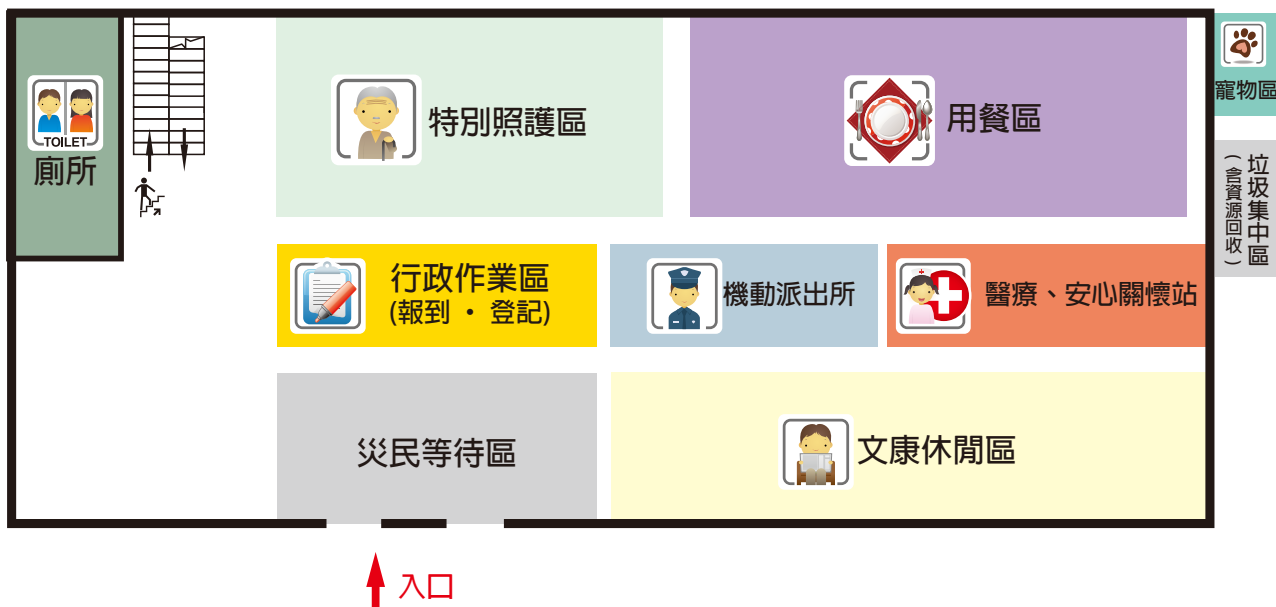 TOILET
廁所
特別照護區
用餐區
寵物區
垃圾集中區
(含資源回收)
行政作業區
(報到 ・ 登記)
機動派出所
醫療、安心關懷站
災民等待區
文康休閒區
入口